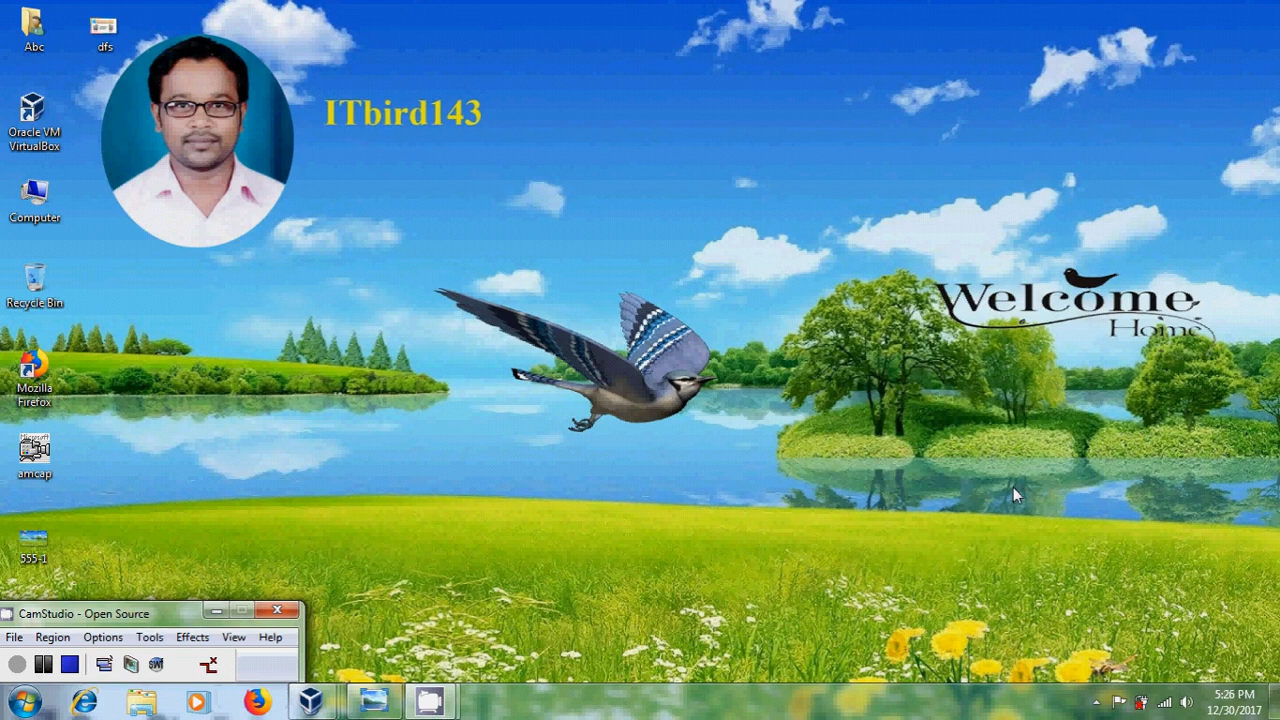 Abc
dfs
ITbird143
Oracle VM
VirtualBox
Computer
Recycle Bin
Welcome
Home
Mozilla
Firefox
Microsoft
amcap
555-1
CamStudio - Open Source
File Region Options Tools Effects View Help
5:26 PM
12/30/2017